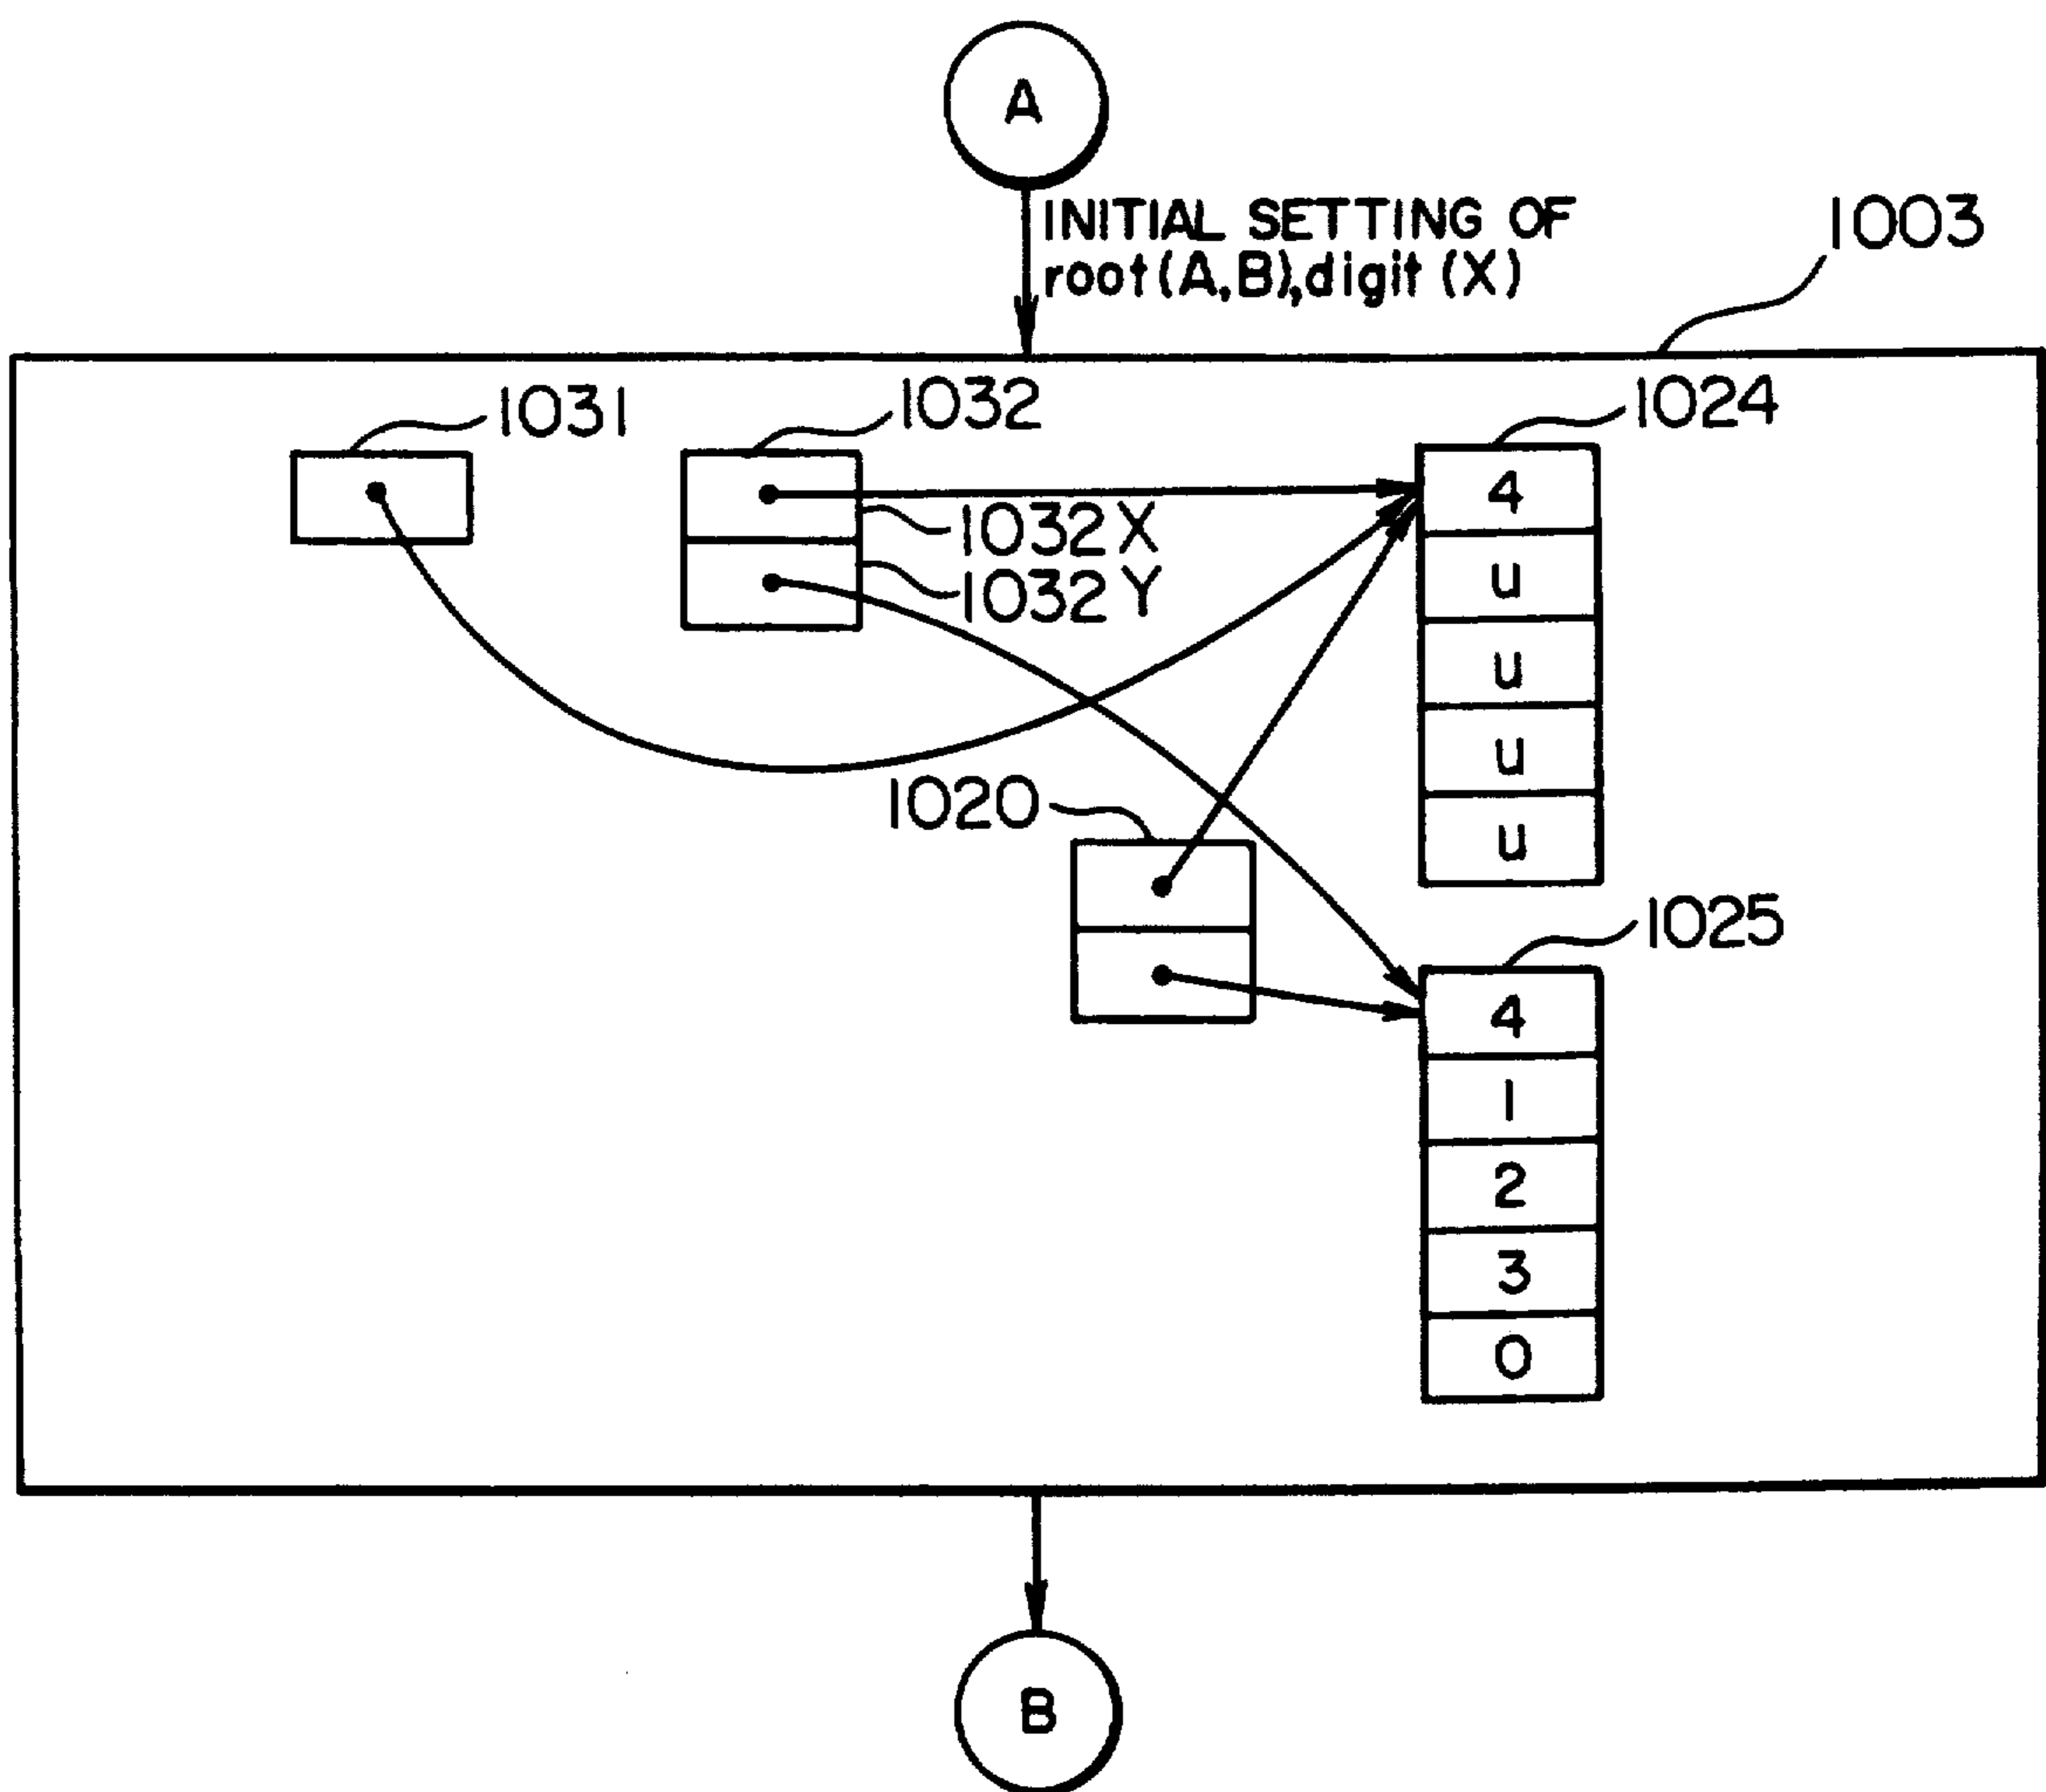 A
INITIAL SETTING OF
root(A,B),digit (X)
1003
1031
1032
1024
4
1032X
1032Y
u
u
u
u
1020
1025
4
1
2
3
0
B